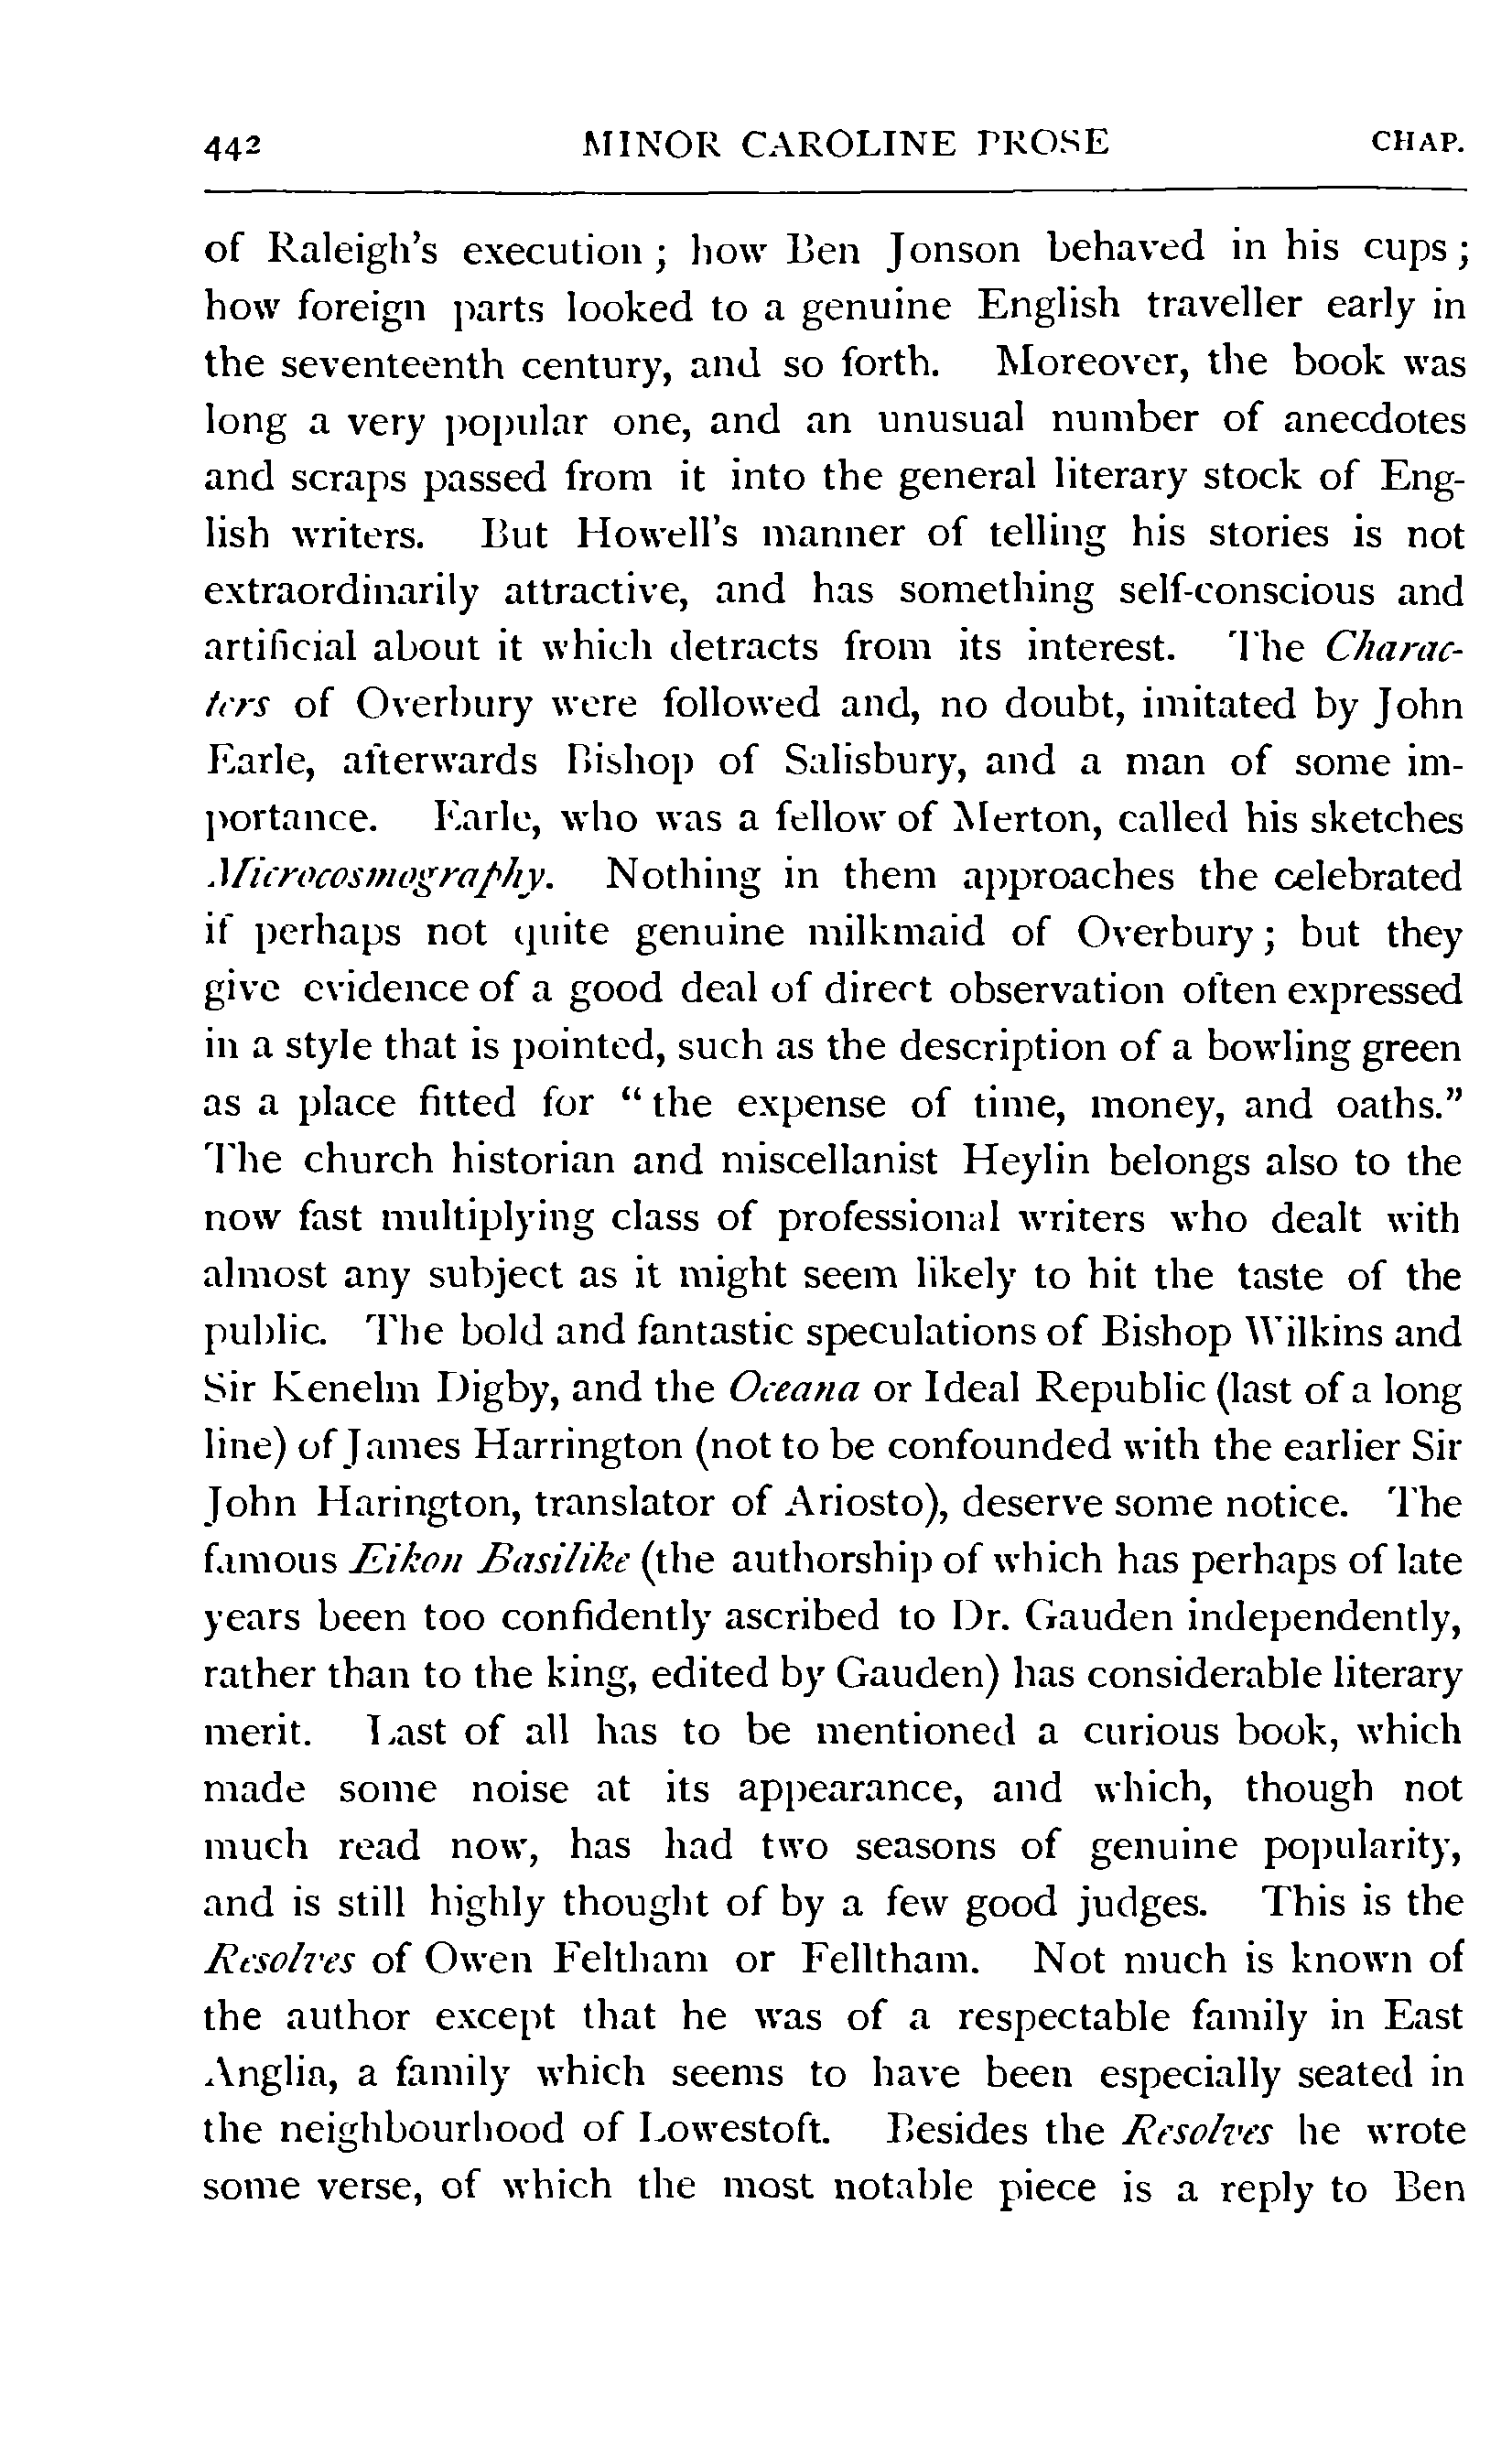 442 MINOR CAROLINE PROSE CHAP.
of Raleigh's execution; how Ben Jonson behaved in his cups;
how foreign parts looked to a genuine English traveller early in
the seventeenth century, and so forth. Moreover, the book was
long a very popular one, and an unusual number of anecdotes
and scraps passed from it into the general literary stock of Eng-
lish writers. But Howell's manner of telling his stories is not
extraordinarily attractive, and has something self-conscious and
artificial about it which detracts from its interest. The Charac-
ters of Overbury were followed and, no doubt, imitated by John
Earle, afterwards Bishop of Salisbury, and a man of some im-
portance. Earle, who was a fellow of Merton, called his sketches
Microcosmography. Nothing in them approaches the celebrated
if perhaps not quite genuine milkmaid of Overbury; but they
give evidence of a good deal of direct observation often expressed
in a style that is pointed, such as the description of a bowling green
as a place fitted for "the expense of time, money, and oaths."
The church historian and miscellanist Heylin belongs also to the
now fast multiplying class of professional writers who dealt with
almost any subject as it might seem likely to hit the taste of the
public. The bold and fantastic speculations of Bishop Wilkins and
Sir Kenelm Digby, and the Oceana or Ideal Republic (last of a long
line) of James Harrington (not to be confounded with the earlier Sir
John Harington, translator of Ariosto), deserve some notice. The
famous Eikon Basilike (the authorship of which has perhaps of late
years been too confidently ascribed to Dr. Gauden independently,
rather than to the king, edited by Gauden) has considerable literary
merit. Last of all has to be mentioned a curious book, which
made some noise at its appearance, and which, though not
much read now, has had two seasons of genuine popularity,
and is still highly thought of by a few good judges. This is the
Resolves of Owen Feltham or Felltham. Not much is known of
the author except that he was of a respectable family in East
Anglia, a family which seems to have been especially seated in
the neighbourhood of Lowestoft. Besides the Resolves he wrote
some verse, of which the most notable piece is a reply to Ben